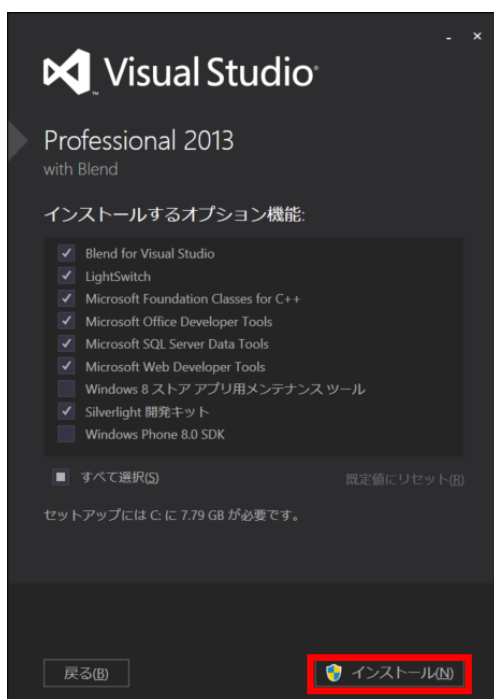 Visual Studio
Professional 2013
with Blend
インストールするオプション機能:
Blend for Visual Studio
LightSwitch
Microsoft Foundation Classes for C++
Microsoft Office Developer Tools
Microsoft SQL Server Data Tools
Microsoft Web Developer Tools
Windows 8 ストア アプリ用メンテナンス ツール
Silverlight 開発キット
Windows Phone 8.0 SDK
すべて選択(S) 既定値にリセット(R)
セットアップには C: に 7.79 GB が必要です。
戻る(B) インストール(N)